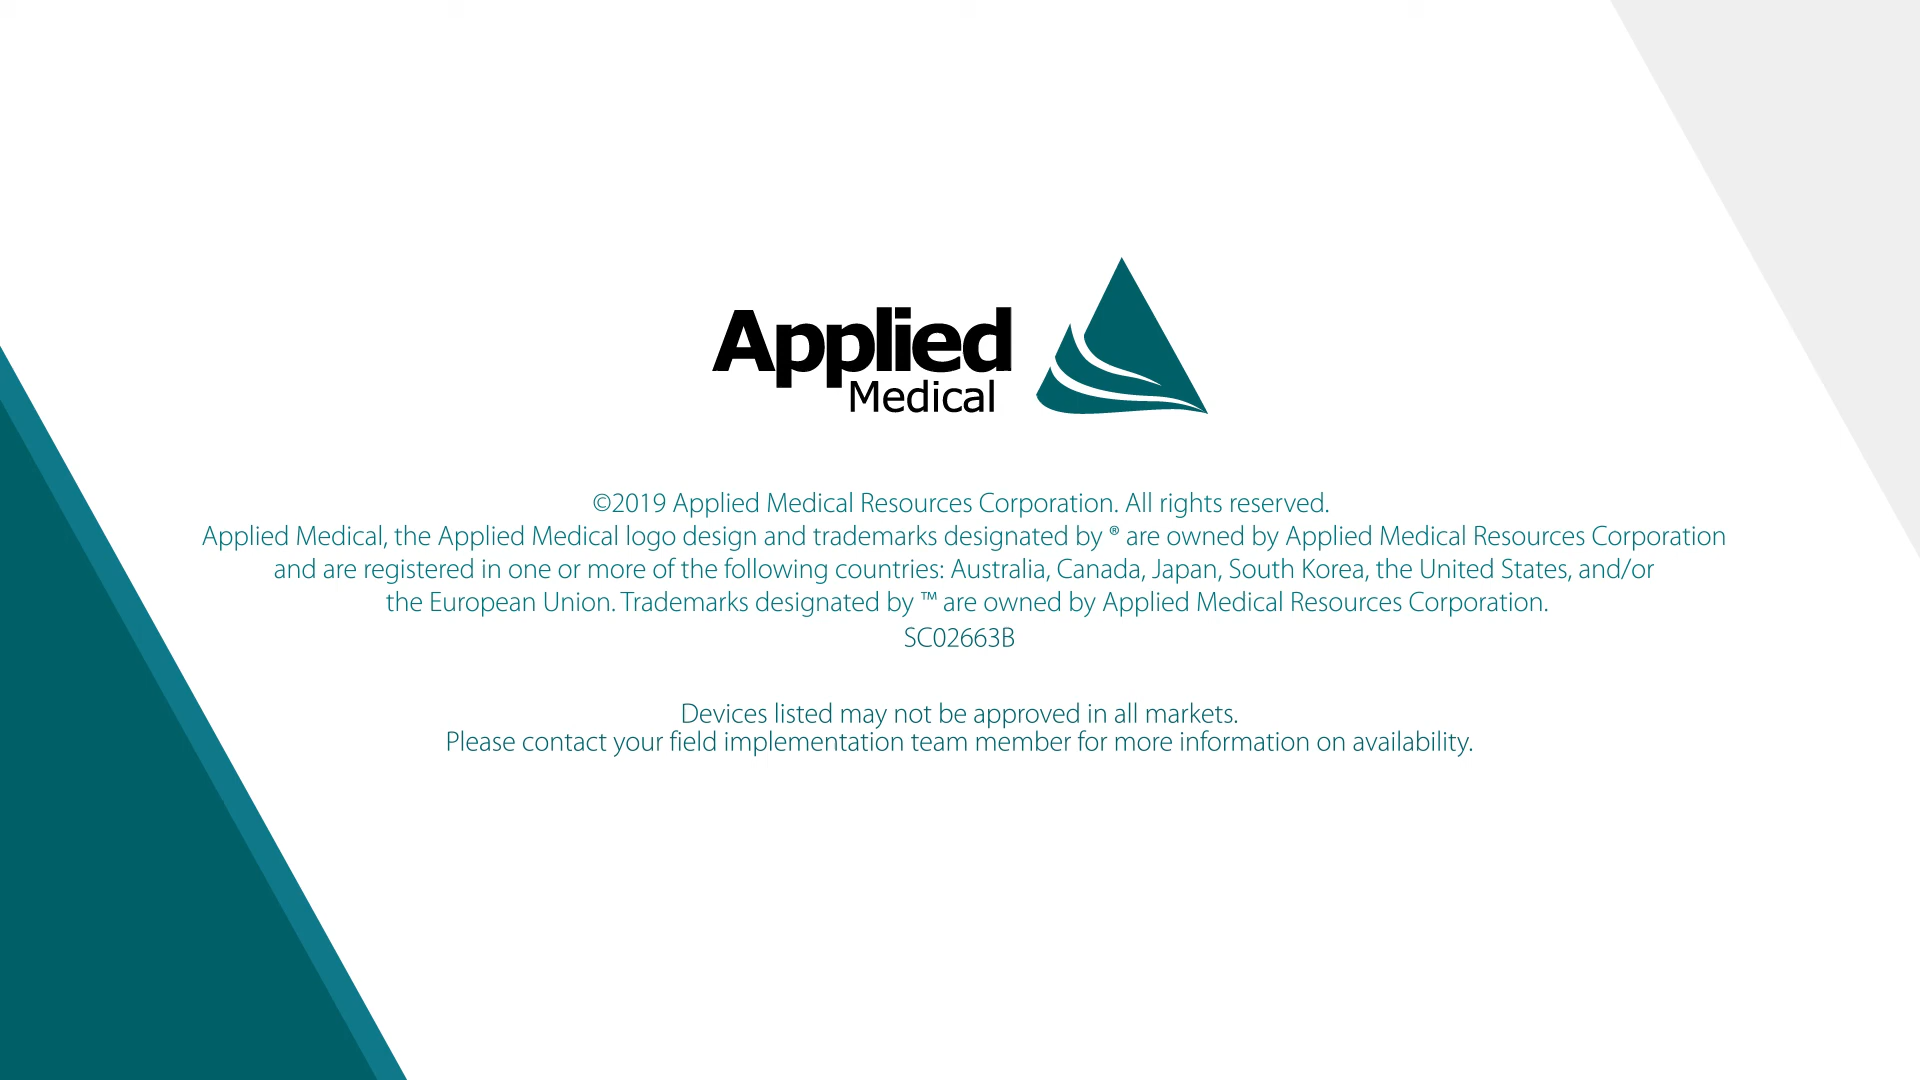 Applied
Medical
©2019 Applied Medical Resources Corporation. All rights reserved.
Applied Medical, the Applied Medical logo design and trademarks designated by ® are owned by Applied Medical Resources Corporation
and are registered in one or more of the following countries: Australia, Canada, Japan, South Korea, the United States, and/or
the European Union. Trademarks designated by ™ are owned by Applied Medical Resources Corporation.
SC02663B
Devices listed may not be approved in all markets.
Please contact your field implementation team member for more information on availability.